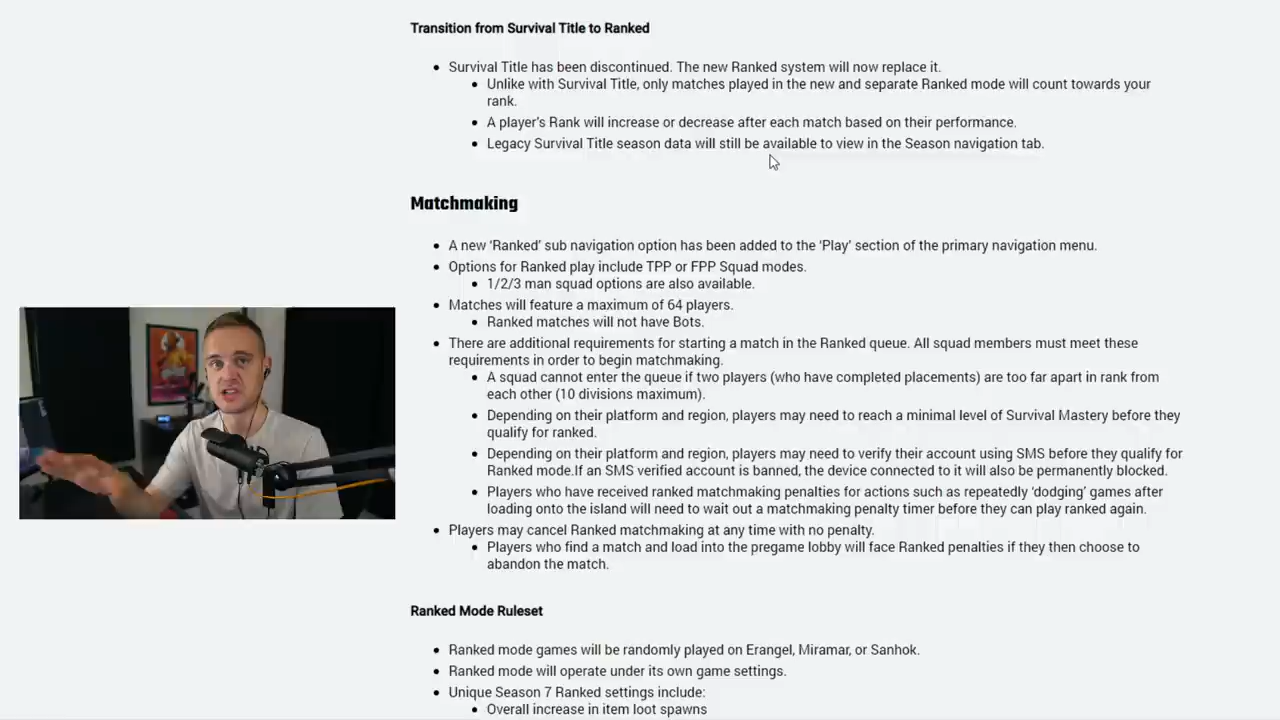 Transition from Survival Title to Ranked
Survival Title has been discontinued. The new Ranked system will now replace it.
Unlike with Survival Title, only matches played in the new and separate Ranked mode will count towards your
rank.
A player's Rank will increase or decrease after each match based on their performance.
Legacy Survival Title season data will still be available to view in the Season navigation tab.
Matchmaking
A new 'Ranked' sub navigation option has been added to the 'Play' section of the primary navigation menu.
Options for Ranked play include TPP or FPP Squad modes.
1/2/3 man squad options are also available.
Matches will feature a maximum of 64 players.
Ranked matches will not have Bots.
There are additional requirements for starting a match in the Ranked queue. All squad members must meet these
requirements in order to begin matchmaking.
A squad cannot enter the queue if two players (who have completed placements) are too far apart in rank from
each other (10 divisions maximum).
Depending on their platform and region, players may need to reach a minimal level of Survival Mastery before they
qualify for ranked.
Depending on their platform and region, players may need to verify their account using SMS before they qualify for
Ranked mode.If an SMS verified account is banned, the device connected to it will also be permanently blocked.
Players who have received ranked matchmaking penalties for actions such as repeatedly 'dodging' games after
loading onto the island will need to wait out a matchmaking penalty timer before they can play ranked again.
Players may cancel Ranked matchmaking at any time with no penalty.
Players who find a match and load into the pregame lobby will face Ranked penalties if they then choose to
abandon the match.
Ranked Mode Ruleset
Ranked mode games will be randomly played on Erangel, Miramar, or Sanhok.
Ranked mode will operate under its own game settings.
Unique Season 7 Ranked settings include:
Overall increase in item loot spawns